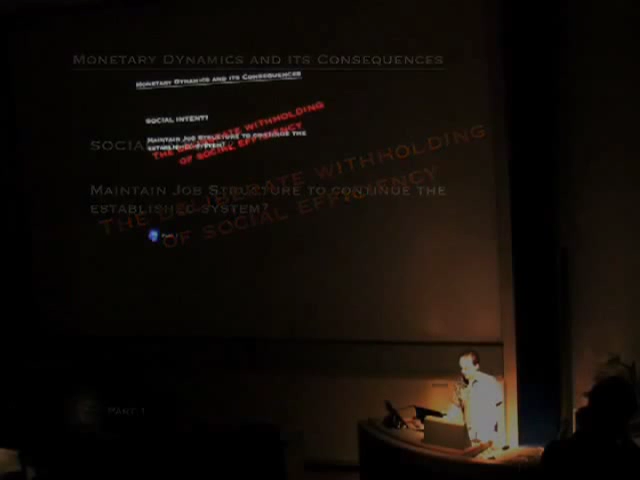 Monetary Dynamics and its Consequences
Monetary Dynamics and its Consequences
Social Intent?
Maintain Job Structure to continue the
established system?
The deliberate withholding
of social efficiency
Social
Maintain Job Structure to continue the
established system?
The deliberate withholding
of social efficiency
Part 1